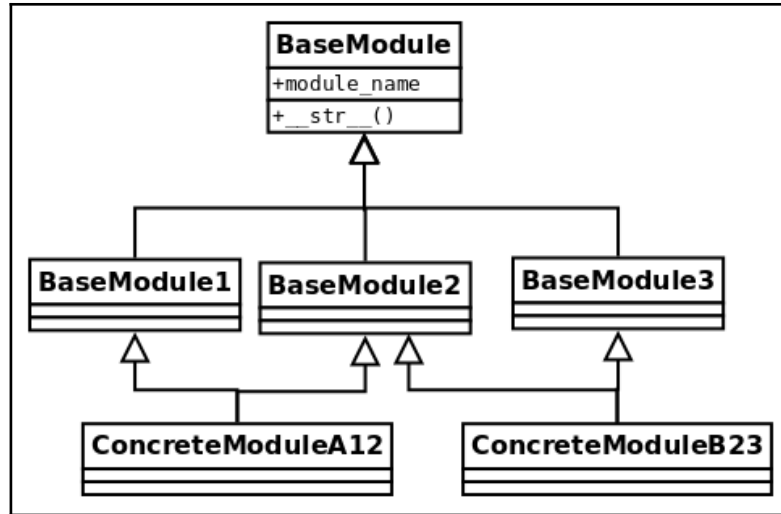 BaseModule
+module_name
+__str__()
BaseModule1
BaseModule2
BaseModule3
ConcreteModuleA12
ConcreteModuleB23